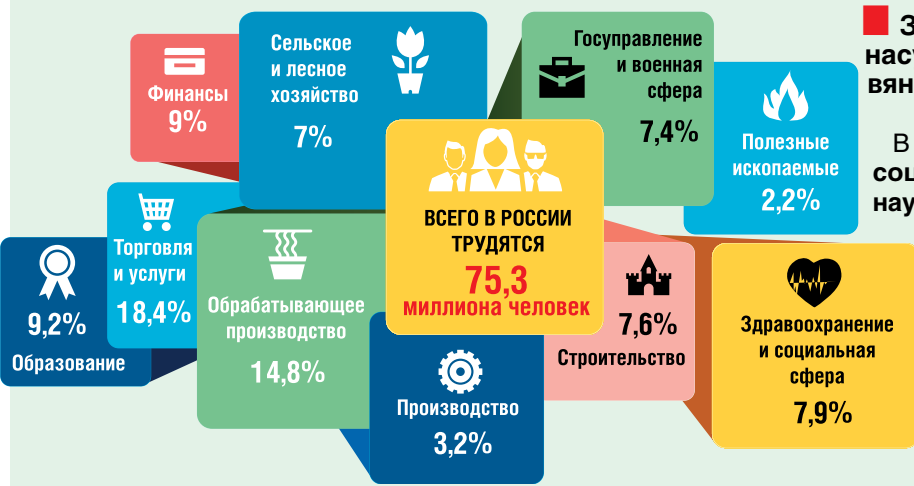 Финансы
9%
Сельское
и лесное
хозяйство
7%
Госуправление
и военная
сфера
7,4%
Полезные
ископаемые
2,2%
ВСЕГО В РОССИИ
ТРУДЯТСЯ
75,3
миллиона человек
Торговля
и услуги
18,4%
9,2%
Образование
Обрабатывающее
производство
14,8%
Производство
3,2%
7,6%
Строительство
Здравоохранение
и социальная
сфера
7,9%
В